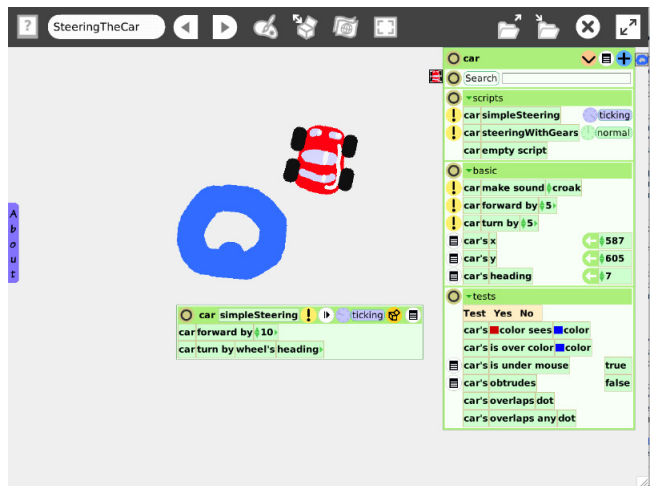 ? SteeringTheCar
About
car
Search
scripts
! car simpleSteering ticking
! car steeringWithGears normal
car empty script
basic
! car make sound croak
! car forward by 5
! car turn by 5
car's x 587
car's y 605
car's heading 7
tests
Test Yes No
car's color sees color
car's is over color color
car's is under mouse true
car's obtrudes false
car's overlaps dot
car's overlaps any dot
car simpleSteering ! ticking
car forward by 10
car turn by wheel's heading